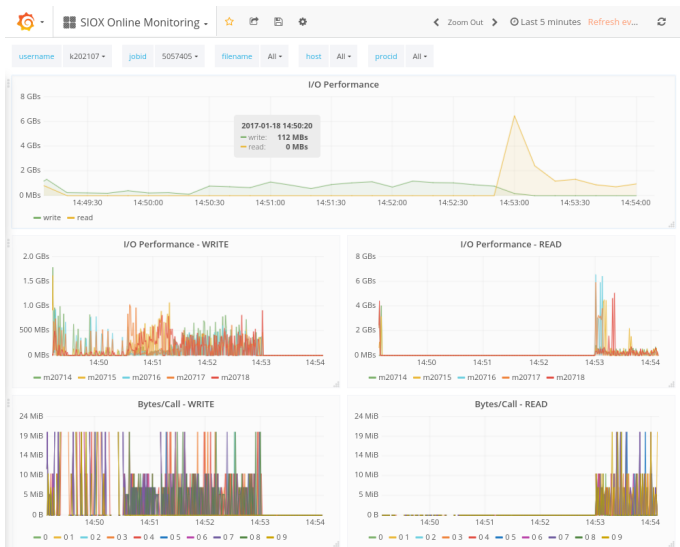 SIOX Online Monitoring
Zoom Out
Last 5 minutes
Refresh ev...
username
k202107
jobid
5057405
filename
All
host
All
procid
All
I/O Performance
8 GBs
6 GBs
4 GBs
2 GBs
0 MBs
2017-01-18 14:50:20
write: 112 MBs
read: 0 MBs
14:49:30 14:50:00 14:50:30 14:51:00 14:51:30 14:52:00 14:52:30 14:53:00 14:53:30 14:54:00
write read
I/O Performance - WRITE
2.0 GBs
1.5 GBs
1.0 GBs
500 MBs
0 MBs
14:50 14:51 14:52 14:53 14:54
m20714 m20715 m20716 m20717 m20718
I/O Performance - READ
8 GBs
6 GBs
4 GBs
2 GBs
0 MBs
14:50 14:51 14:52 14:53 14:54
m20714 m20715 m20716 m20717 m20718
Bytes/Call - WRITE
24 MiB
19 MiB
14 MiB
10 MiB
5 MiB
0 B
14:50 14:51 14:52 14:53 14:54
0 0 1 0 2 0 3 0 4 0 5 0 6 0 7 0 8 0 9
Bytes/Call - READ
24 MiB
19 MiB
14 MiB
10 MiB
5 MiB
0 B
14:50 14:51 14:52 14:53 14:54
0 0 1 0 2 0 3 0 4 0 5 0 6 0 7 0 8 0 9